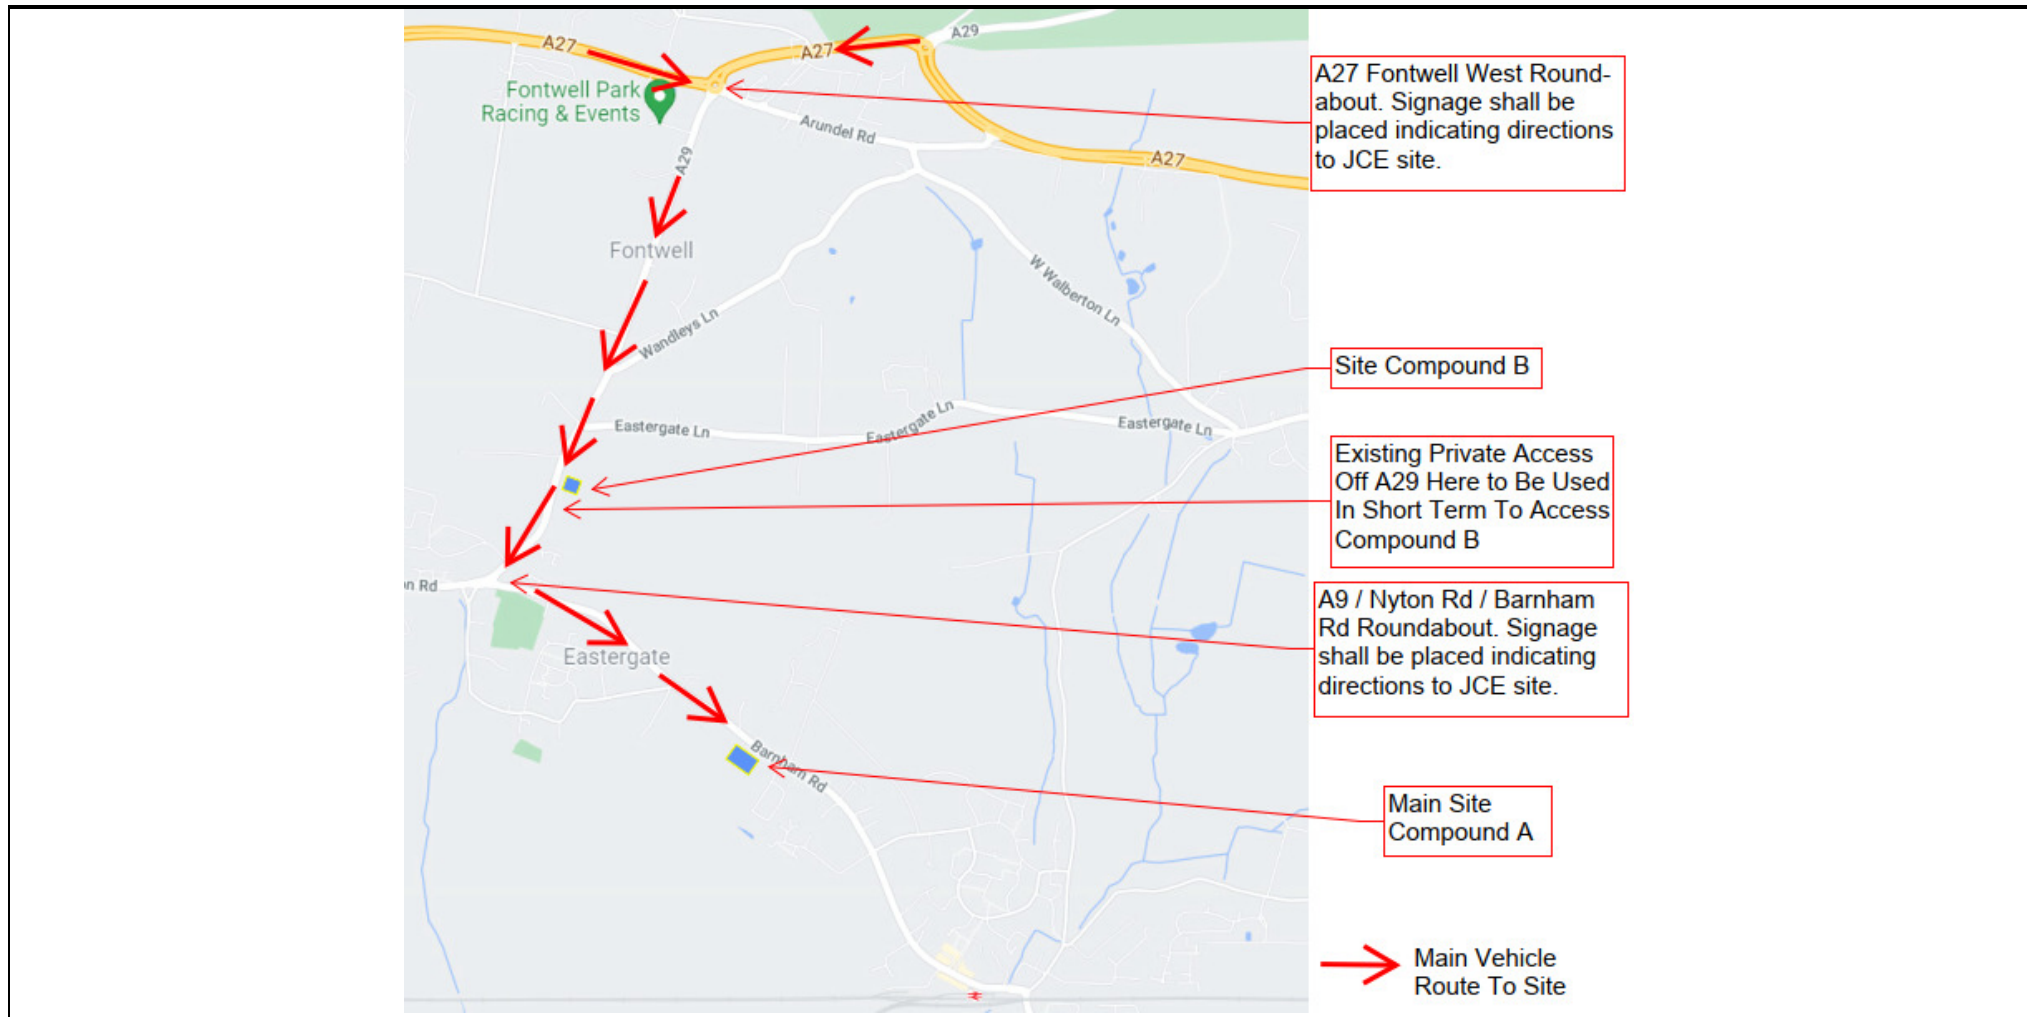 A27
A27
A29
Fontwell Park
Racing & Events
Arundel Rd
A29
A27
Fontwell
W Walberton Ln
Wandleys Ln
Eastergate Ln
Eastergate Ln
Eastergate Ln
n Rd
Eastergate
Barnham Rd
A27 Fontwell West Round-
about. Signage shall be
placed indicating directions
to JCE site.
Site Compound B
Existing Private Access
Off A29 Here to Be Used
In Short Term To Access
Compound B
A9 / Nyton Rd / Barnham
Rd Roundabout. Signage
shall be placed indicating
directions to JCE site.
Main Site
Compound A
Main Vehicle
Route To Site